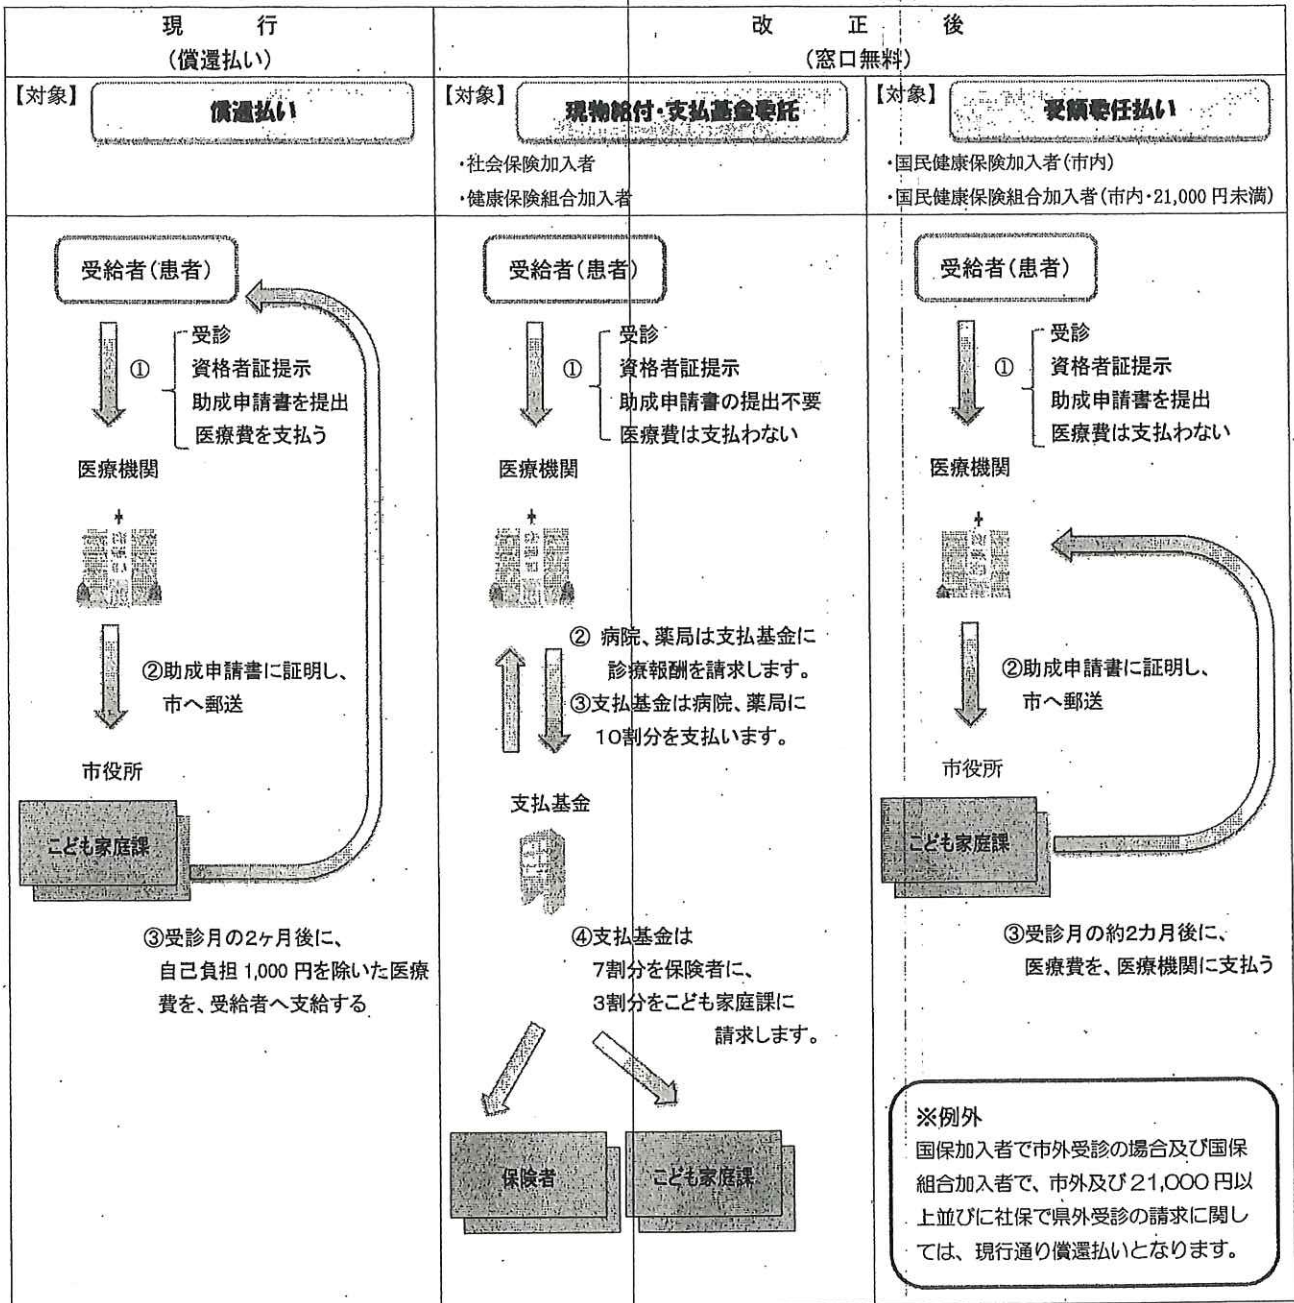 現行
(償還払い)
改正後
(窓口無料)
【対象】
償還払い
【対象】
現物給付・支払基金委託
・社会保険加入者
・健康保険組合加入者
【対象】
受領委任払い
・国民健康保険加入者(市内)
・国民健康保険組合加入者(市内・21,000円未満)
受給者(患者)
①
受診
資格者証提示
助成申請書を提出
医療費を支払う
医療機関
②助成申請書に証明し、
市へ郵送
市役所
こども家庭課
③受診月の2ヶ月後に、
自己負担1,000円を除いた医療
費を、受給者へ支給する
受給者(患者)
①
受診
資格者証提示
助成申請書の提出不要
医療費は支払わない
医療機関
② 病院、薬局は支払基金に
診療報酬を請求します。
③支払基金は病院、薬局に
10割分を支払います。
支払基金
④支払基金は
7割分を保険者に、
3割分をこども家庭課に
請求します。
保険者
こども家庭課
受給者(患者)
①
受診
資格者証提示
助成申請書を提出
医療費は支払わない
医療機関
②助成申請書に証明し、
市へ郵送
市役所
こども家庭課
③受診月の約2カ月後に、
医療費を、医療機関に支払う
※例外
国保加入者で市外受診の場合及び国保
組合加入者で、市外及び21,000円以
上並びに社保で県外受診の請求に関し
ては、現行通り償還払いとなります。